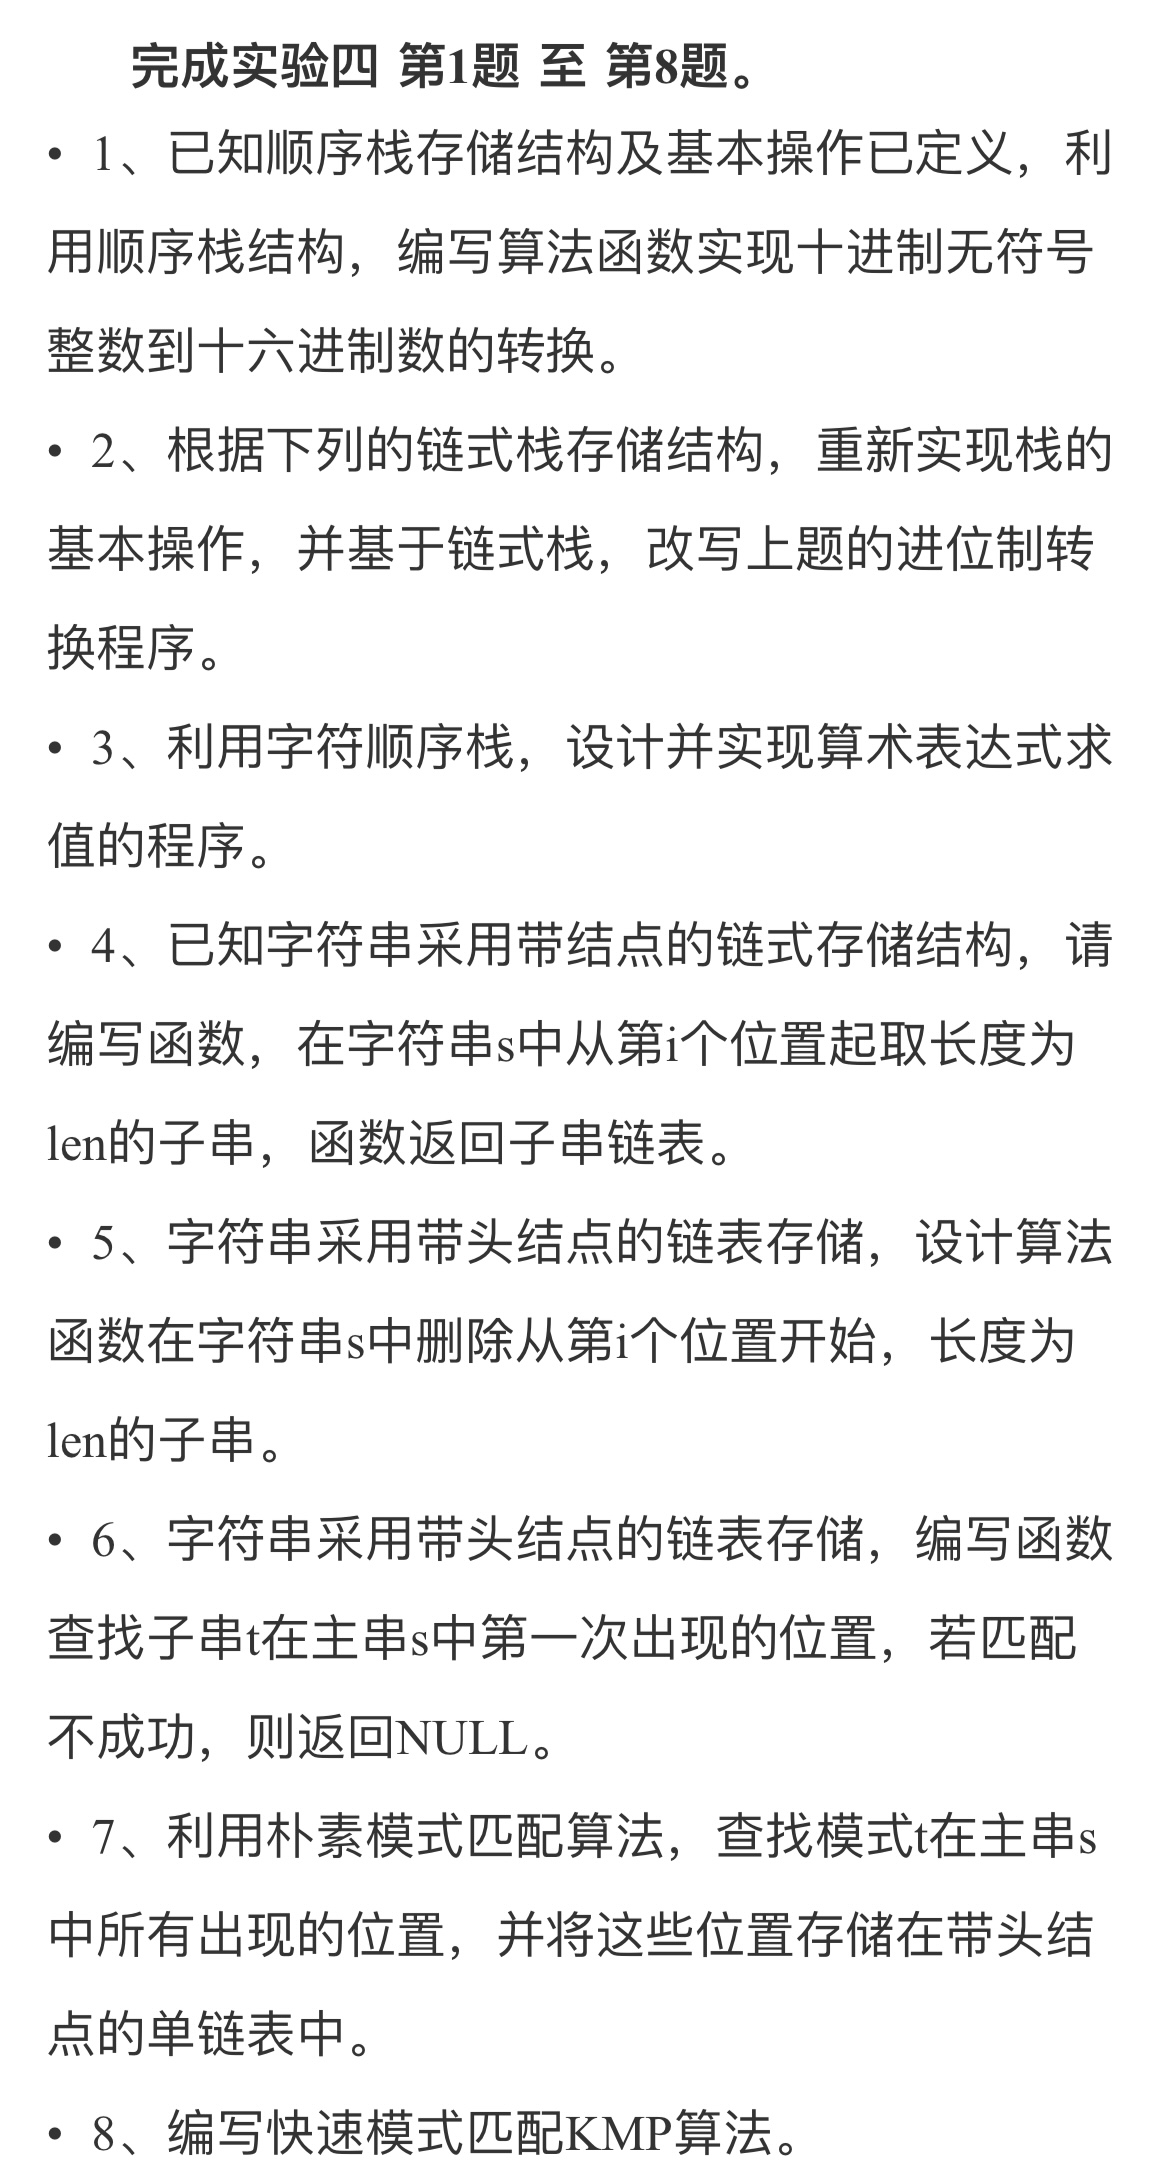 完成实验四 第1题 至 第8题。
• 1、已知顺序栈存储结构及基本操作已定义，利
用顺序栈结构，编写算法函数实现十进制无符号
整数到十六进制数的转换。
• 2、根据下列的链式栈存储结构，重新实现栈的
基本操作，并基于链式栈，改写上题的进位制转
换程序。
• 3、利用字符顺序栈，设计并实现算术表达式求
值的程序。
• 4、已知字符串采用带结点的链式存储结构，请
编写函数，在字符串s中从第i个位置起取长度为
len的子串，函数返回子串链表。
• 5、字符串采用带头结点的链表存储，设计算法
函数在字符串s中删除从第i个位置开始，长度为
len的子串。
• 6、字符串采用带头结点的链表存储，编写函数
查找子串t在主串s中第一次出现的位置，若匹配
不成功，则返回NULL。
• 7、利用朴素模式匹配算法，查找模式t在主串s
中所有出现的位置，并将这些位置存储在带头结
点的单链表中。
• 8、编写快速模式匹配KMP算法。